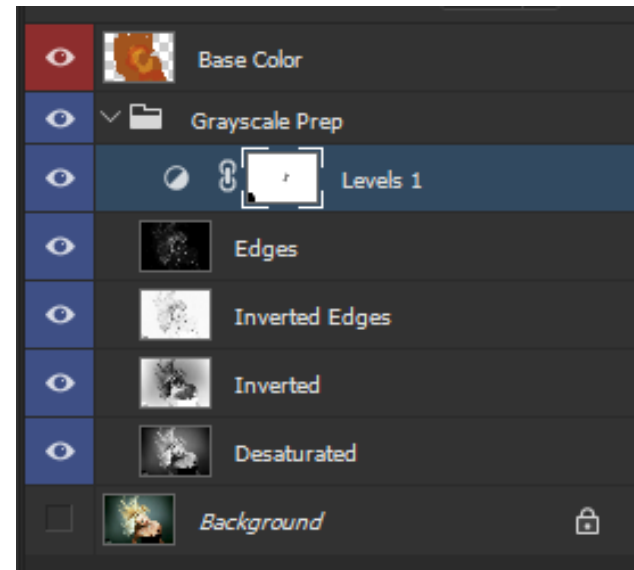 Base Color
Grayscale Prep
Levels 1
Edges
Inverted Edges
Inverted
Desaturated
Background